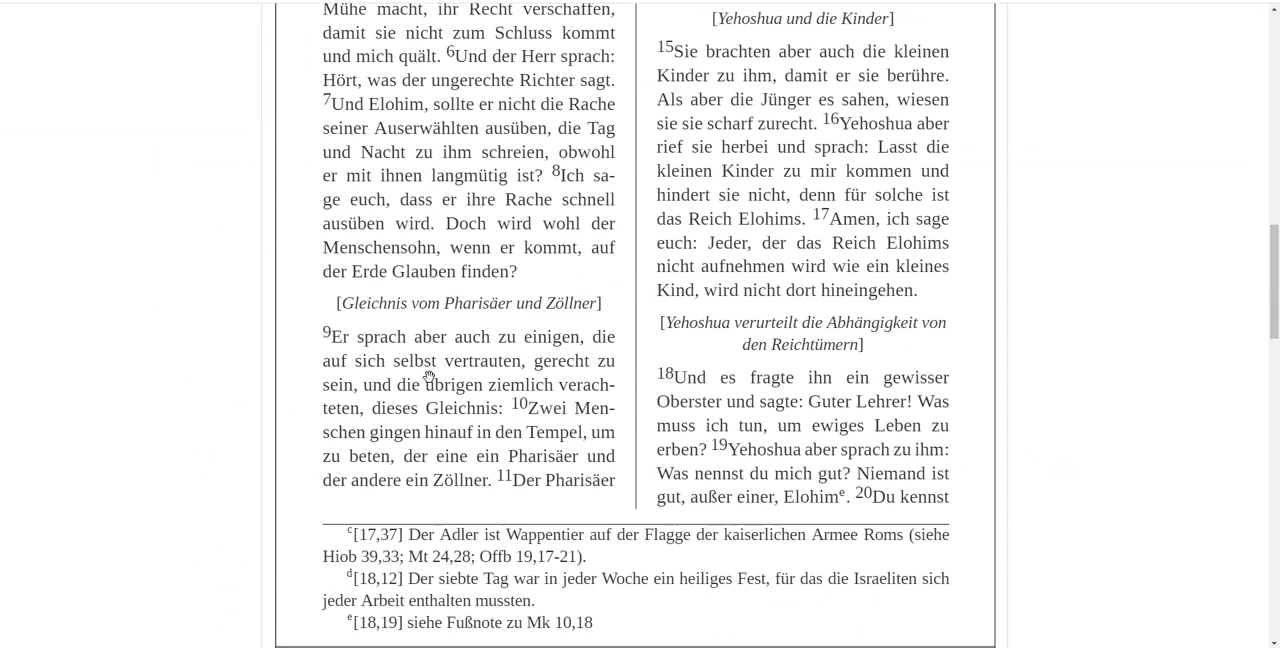 Mühe macht, ihr Recht verschaffen,
damit sie nicht zum Schluss kommt
und mich quält. 6Und der Herr sprach:
Hört, was der ungerechte Richter sagt.
7Und Elohim, sollte er nicht die Rache
seiner Auserwählten ausüben, die Tag
und Nacht zu ihm schreien, obwohl
er mit ihnen langmütig ist? 8Ich sa-
ge euch, dass er ihre Rache schnell
ausüben wird. Doch wird wohl der
Menschensohn, wenn er kommt, auf
der Erde Glauben finden?
[Gleichnis vom Pharisäer und Zöllner]
9Er sprach aber auch zu einigen, die
auf sich selbst vertrauten, gerecht zu
sein, und die übrigen ziemlich verach-
teten, dieses Gleichnis: 10Zwei Men-
schen gingen hinauf in den Tempel, um
zu beten, der eine ein Pharisäer und
der andere ein Zöllner. 11Der Pharisäer
[Yehoshua und die Kinder]
15Sie brachten aber auch die kleinen
Kinder zu ihm, damit er sie berühre.
Als aber die Jünger es sahen, wiesen
sie sie scharf zurecht. 16Yehoshua aber
rief sie herbei und sprach: Lasst die
kleinen Kinder zu mir kommen und
hindert sie nicht, denn für solche ist
das Reich Elohims. 17Amen, ich sage
euch: Jeder, der das Reich Elohims
nicht aufnehmen wird wie ein kleines
Kind, wird nicht dort hineingehen.
[Yehoshua verurteilt die Abhängigkeit von
den Reichtümern]
18Und es fragte ihn ein gewisser
Oberster und sagte: Guter Lehrer! Was
muss ich tun, um ewiges Leben zu
erben? 19Yehoshua aber sprach zu ihm:
Was nennst du mich gut? Niemand ist
gut, außer einer, Elohim e. 20Du kennst
c[17,37] Der Adler ist Wappentier auf der Flagge der kaiserlichen Armee Roms (siehe
Hiob 39,33; Mt 24,28; Offb 19,17-21).
d[18,12] Der siebte Tag war in jeder Woche ein heiliges Fest, für das die Israeliten sich
jeder Arbeit enthalten mussten.
e[18,19] siehe Fußnote zu Mk 10,18